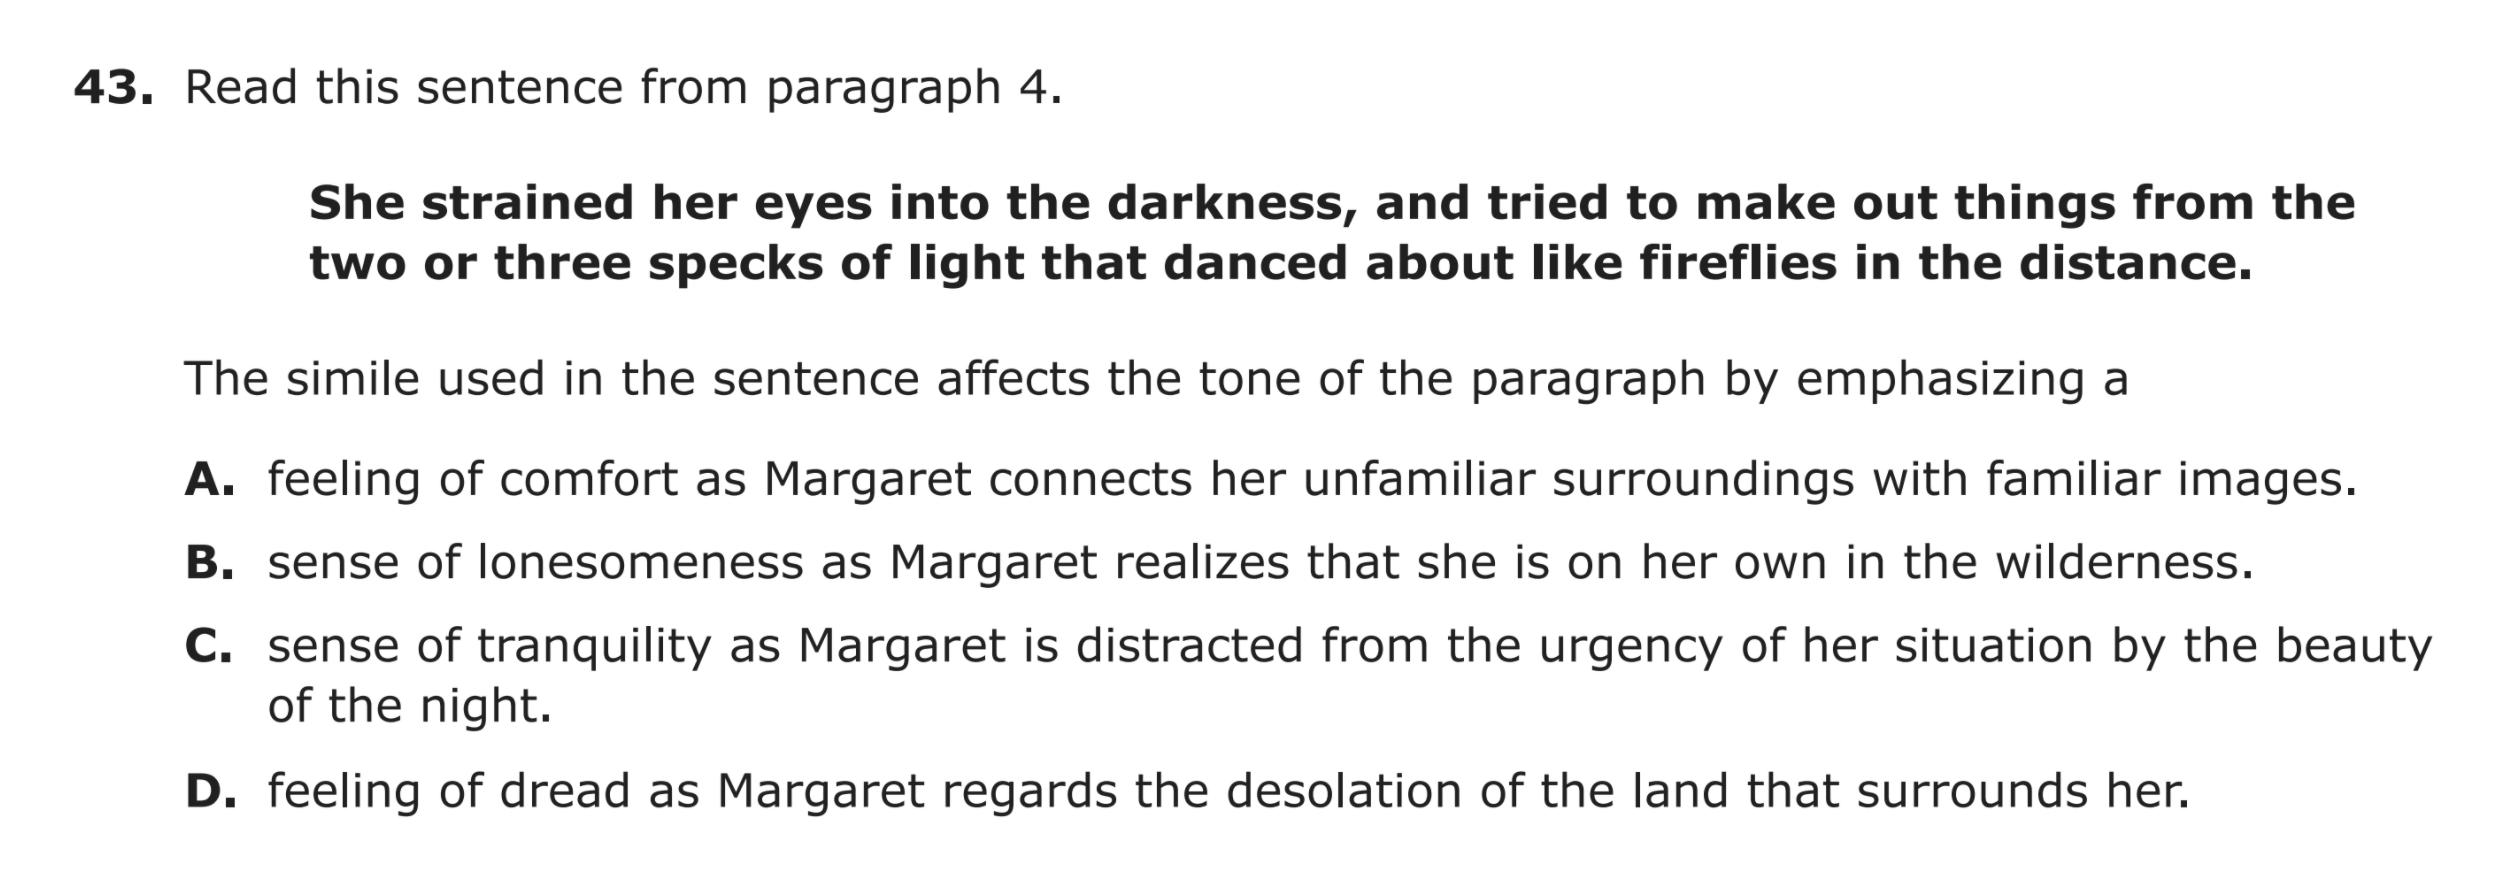 43. Read this sentence from paragraph 4.
She strained her eyes into the darkness, and tried to make out things from the
two or three specks of light that danced about like fireflies in the distance.
The simile used in the sentence affects the tone of the paragraph by emphasizing a
A. feeling of comfort as Margaret connects her unfamiliar surroundings with familiar images.
B. sense of lonesomeness as Margaret realizes that she is on her own in the wilderness.
C. sense of tranquility as Margaret is distracted from the urgency of her situation by the beauty
of the night.
D. feeling of dread as Margaret regards the desolation of the land that surrounds her.